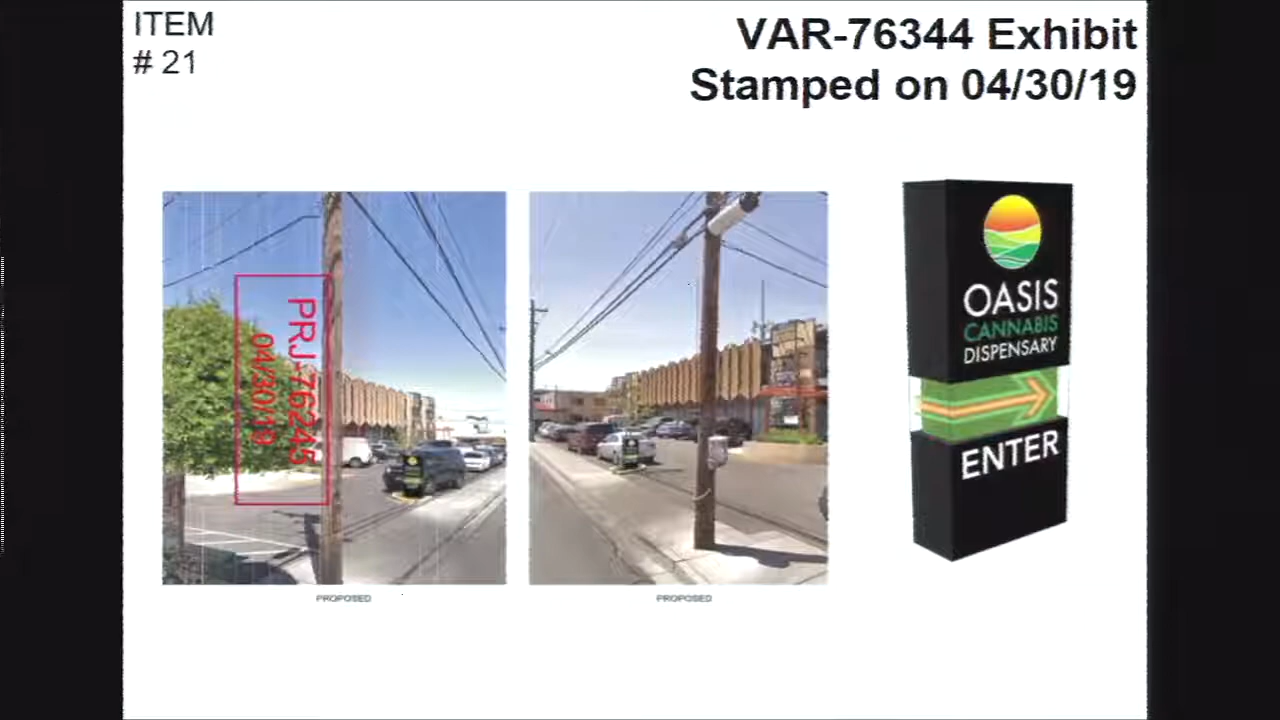 ITEM
# 21
VAR-76344 Exhibit
Stamped on 04/30/19
PRJ-76245
04/30/19
OASIS
CANNABIS
DISPENSARY
ENTER
PROPOSED
PROPOSED